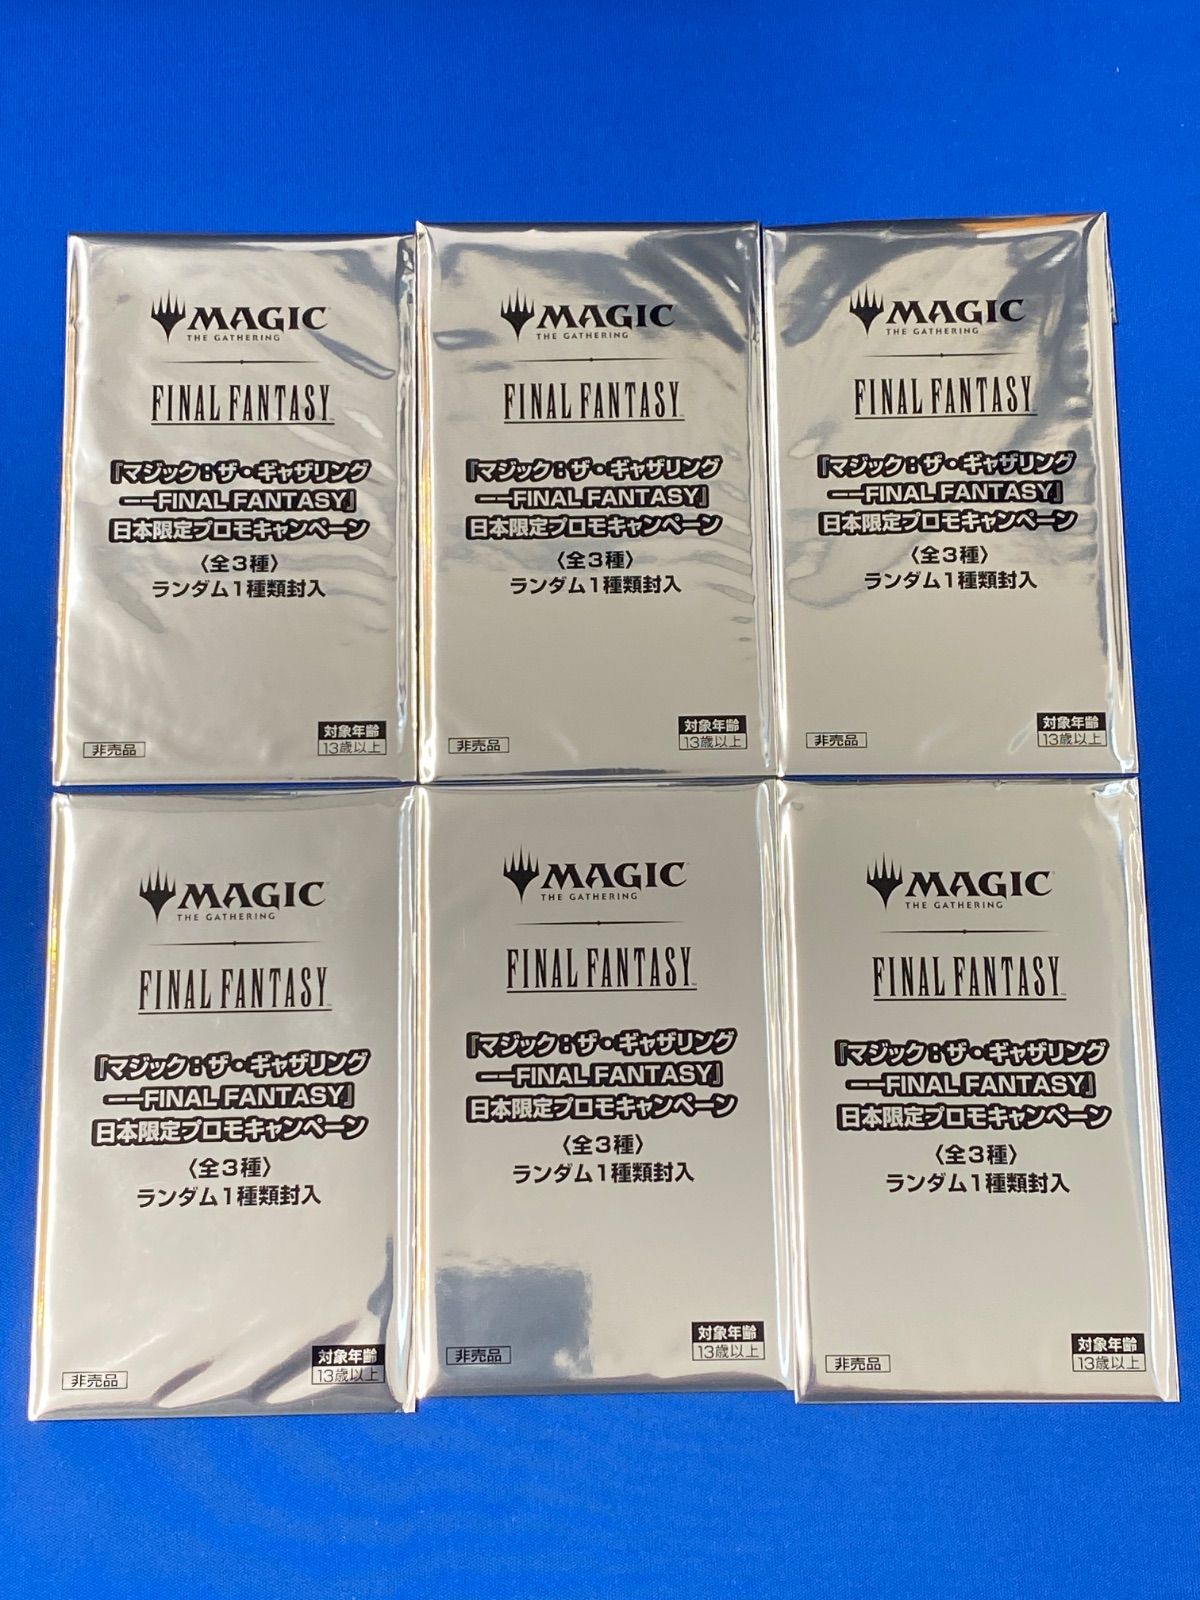 MAGIC
THE GATHERING
FINAL FANTASY™
『マジック：ザ・ギャザリング
──FINAL FANTASY』
日本限定プロモキャンペーン
〈全3種〉
ランダム1種類封入
非売品
対象年齢
13歳以上
MAGIC
THE GATHERING
FINAL FANTASY™
『マジック：ザ・ギャザリング
──FINAL FANTASY』
日本限定プロモキャンペーン
〈全3種〉
ランダム1種類封入
非売品
対象年齢
13歳以上
MAGIC
THE GATHERING
FINAL FANTASY™
『マジック：ザ・ギャザリング
──FINAL FANTASY』
日本限定プロモキャンペーン
〈全3種〉
ランダム1種類封入
非売品
対象年齢
13歳以上
MAGIC
THE GATHERING
FINAL FANTASY™
『マジック：ザ・ギャザリング
──FINAL FANTASY』
日本限定プロモキャンペーン
〈全3種〉
ランダム1種類封入
非売品
対象年齢
13歳以上
MAGIC
THE GATHERING
FINAL FANTASY™
『マジック：ザ・ギャザリング
──FINAL FANTASY』
日本限定プロモキャンペーン
〈全3種〉
ランダム1種類封入
非売品
対象年齢
13歳以上
MAGIC
THE GATHERING
FINAL FANTASY™
『マジック：ザ・ギャザリング
──FINAL FANTASY』
日本限定プロモキャンペーン
〈全3種〉
ランダム1種類封入
非売品
対象年齢
13歳以上